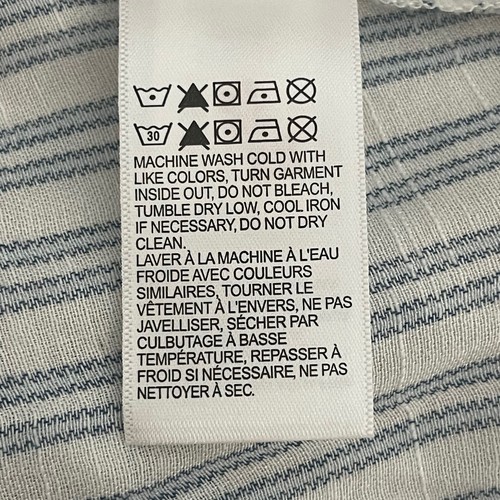 30
MACHINE WASH COLD WITH
LIKE COLORS, TURN GARMENT
INSIDE OUT, DO NOT BLEACH,
TUMBLE DRY LOW, COOL IRON
IF NECESSARY, DO NOT DRY
CLEAN.
LAVER À LA MACHINE À L'EAU
FROIDE AVEC COULEURS
SIMILAIRES, TOURNER LE
VÊTEMENT À L'ENVERS, NE PAS
JAVELLISER, SÉCHER PAR
CULBUTAGE À BASSE
TEMPÉRATURE, REPASSER À
FROID SI NÉCESSAIRE, NE PAS
NETTOYER À SEC.